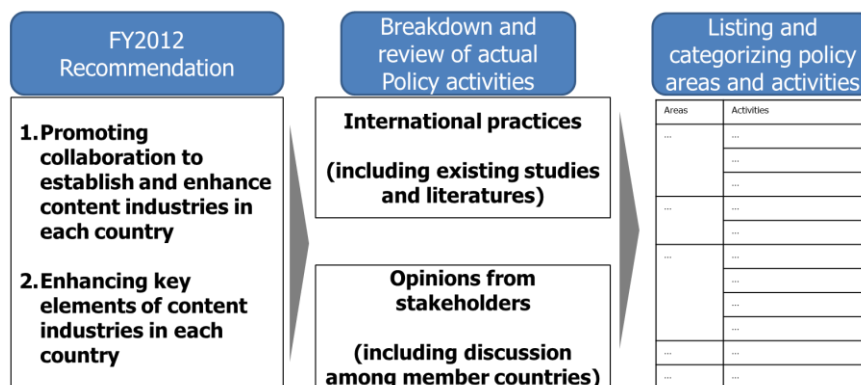 FY2012
Recommendation
1.Promoting
collaboration to
establish and enhance
content industries in
each country
2.Enhancing key
elements of content
industries in each
country
Breakdown and
review of actual
Policy activities
International practices
(including existing studies
and literatures)
Opinions from
stakeholders
(including discussion
among member countries)
Listing and
categorizing policy
areas and activities
Areas Activities
... ...
...
...
... ...
...
... ...
...
...
...
... ...
... ...